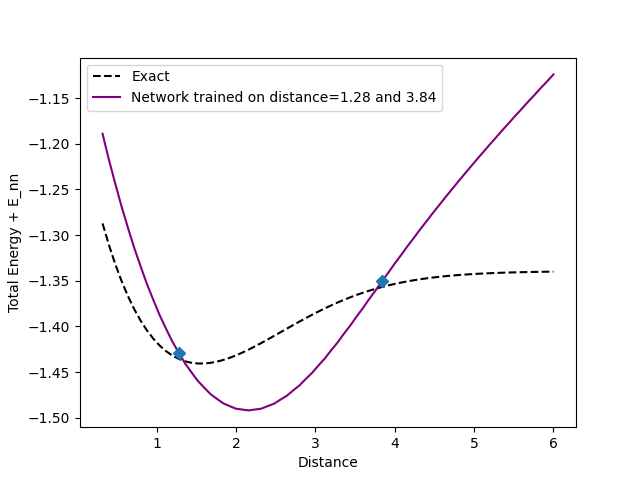 Exact
Network trained on distance=1.28 and 3.84
−1.15
−1.20
−1.25
−1.30
−1.35
−1.40
−1.45
−1.50
Total Energy + E_nn
1 2 3 4 5 6
Distance